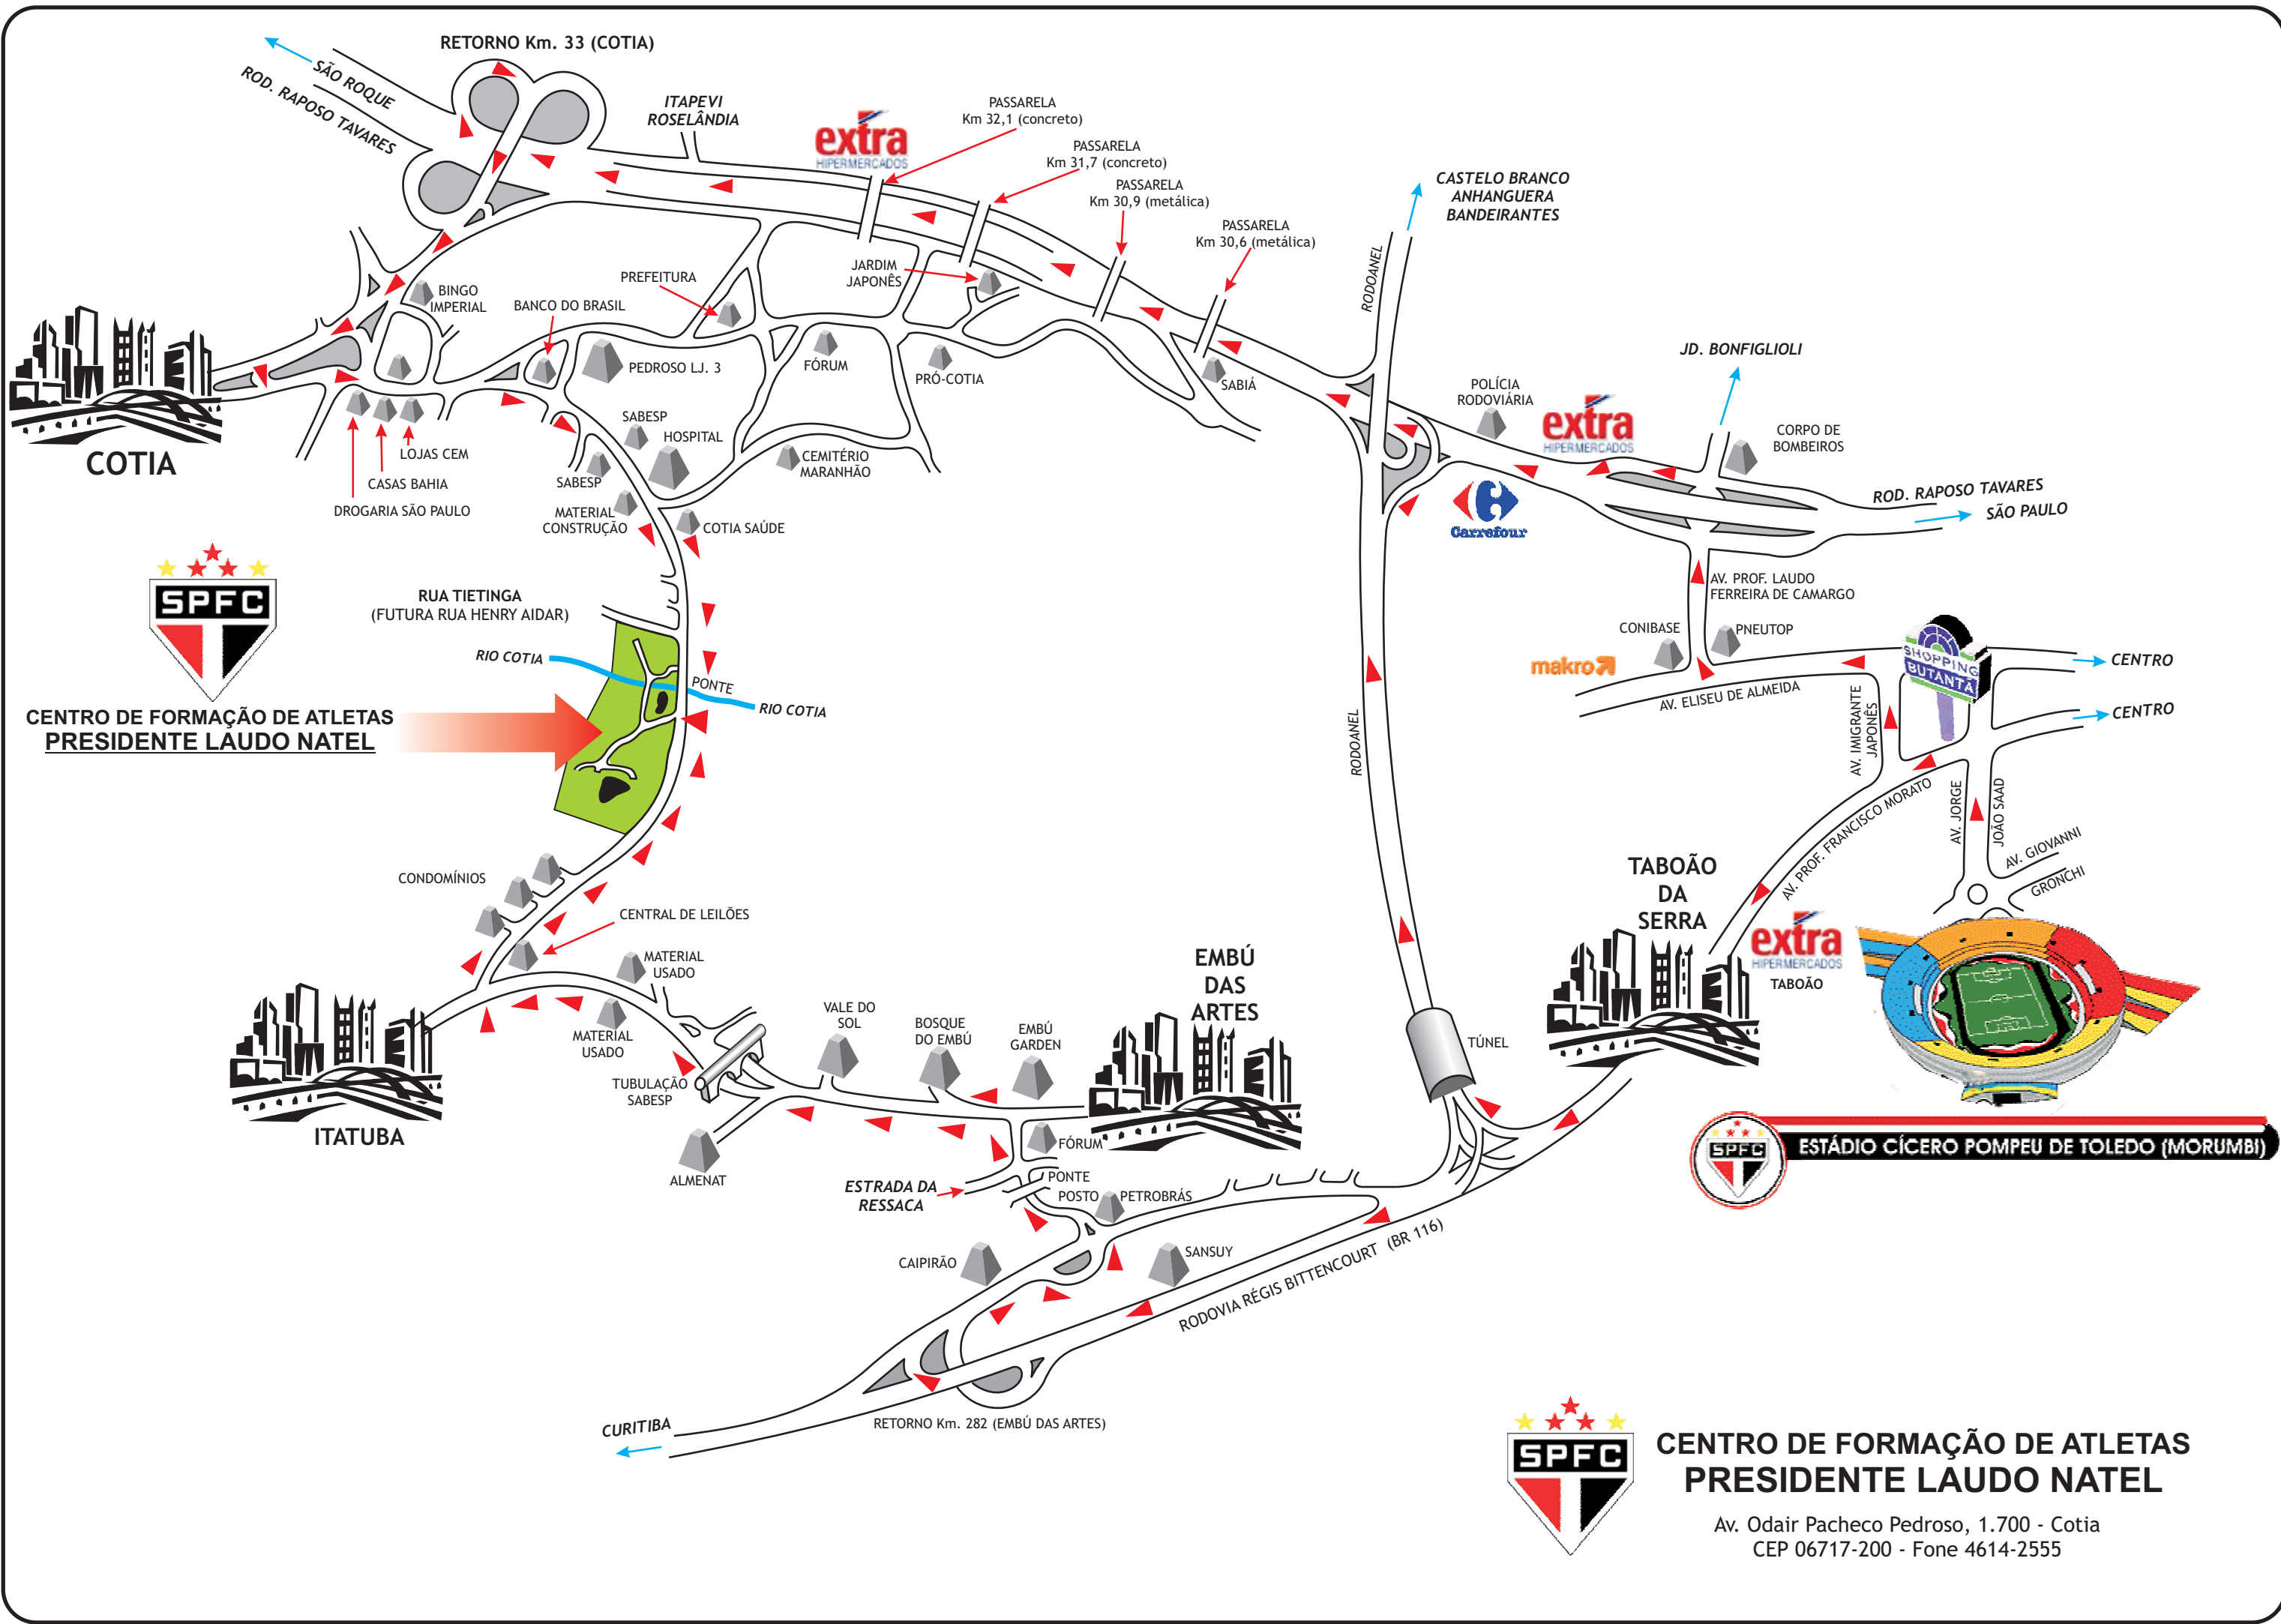 RETORNO Km. 33 (COTIA)
SÃO ROQUE
ROD. RAPOSO TAVARES
ITAPEVI
ROSELÂNDIA
extra
HIPERMERCADOS
PASSARELA
Km 32,1 (concreto)
PASSARELA
Km 31,7 (concreto)
PASSARELA
Km 30,9 (metálica)
PASSARELA
Km 30,6 (metálica)
CASTELO BRANCO
ANHANGUERA
BANDEIRANTES
RODOANEL
JARDIM
JAPONÊS
PREFEITURA
BINGO
IMPERIAL
BANCO DO BRASIL
PEDROSO LJ. 3
FÓRUM
PRÓ-COTIA
SABIÁ
JD. BONFIGLIOLI
POLÍCIA
RODOVIÁRIA
extra
HIPERMERCADOS
CORPO DE
BOMBEIROS
COTIA
LOJAS CEM
CASAS BAHIA
DROGARIA SÃO PAULO
SABESP
HOSPITAL
SABESP
CEMITÉRIO
MARANHÃO
MATERIAL
CONSTRUÇÃO
COTIA SAÚDE
Carrefour
ROD. RAPOSO TAVARES
SÃO PAULO
SPFC
RUA TIETINGA
(FUTURA RUA HENRY AIDAR)
AV. PROF. LAUDO
FERREIRA DE CAMARGO
CONIBASE
PNEUTOP
makro
SHOPPING
BUTANTÃ
CENTRO
CENTRO
RIO COTIA
PONTE
RIO COTIA
AV. ELISEU DE ALMEIDA
AV. IMIGRANTE
JAPONÊS
CENTRO DE FORMAÇÃO DE ATLETAS
PRESIDENTE LAUDO NATEL
RODOANEL
AV. PROF. FRANCISCO MORATO
AV. JORGE
JOÃO SAAD
AV. GIOVANNI
GRONCHI
CONDOMÍNIOS
CENTRAL DE LEILÕES
TABOÃO
DA
SERRA
extra
HIPERMERCADOS
TABOÃO
MATERIAL
USADO
MATERIAL
USADO
EMBÚ
DAS
ARTES
VALE DO
SOL
BOSQUE
DO EMBÚ
EMBÚ
GARDEN
TÚNEL
TUBULAÇÃO
SABESP
ITATUBA
ALMENAT
FÓRUM
PONTE
ESTRADA DA
RESSACA
POSTO PETROBRÁS
SPFC
ESTÁDIO CÍCERO POMPEU DE TOLEDO (MORUMBI)
CAIPIRÃO
SANSUY
RODOVIA RÉGIS BITTENCOURT (BR 116)
CURITIBA
RETORNO Km. 282 (EMBÚ DAS ARTES)
SPFC
CENTRO DE FORMAÇÃO DE ATLETAS
PRESIDENTE LAUDO NATEL
Av. Odair Pacheco Pedroso, 1.700 - Cotia
CEP 06717-200 - Fone 4614-2555